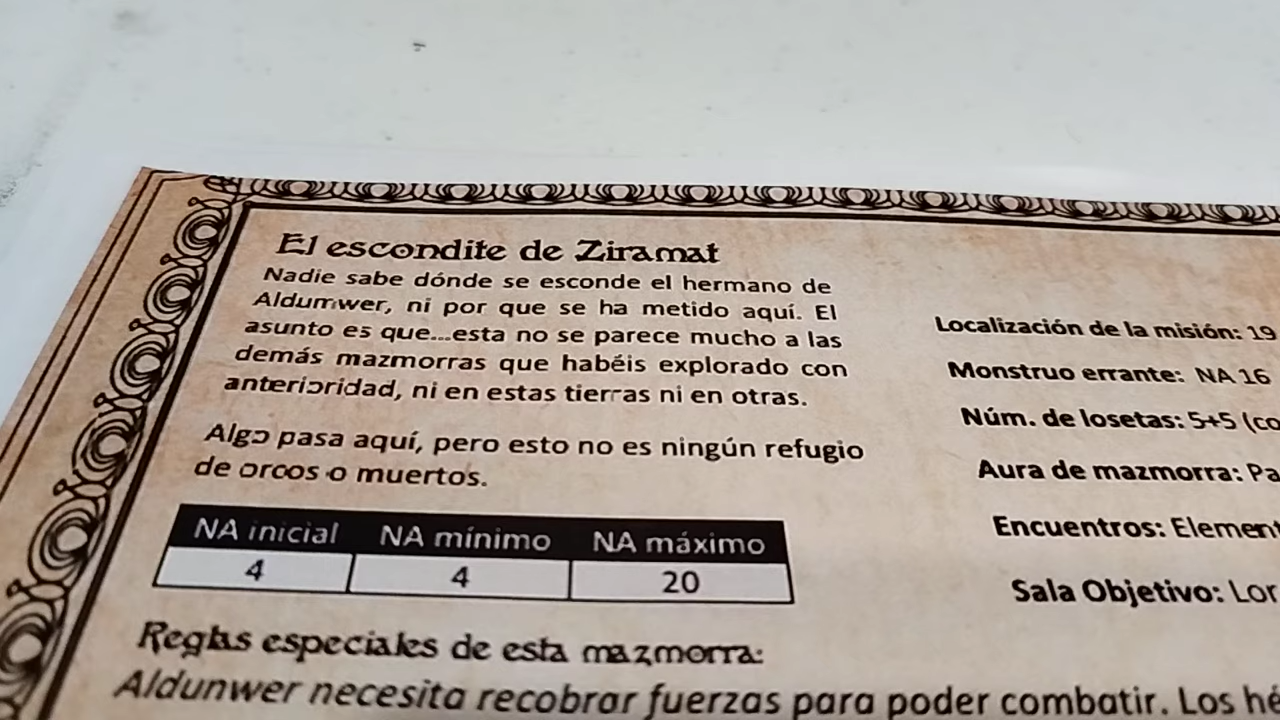 El escondite de Ziramat
Nadie sabe dónde se esconde el hermano de
Aldumwer, ni por que se ha metido aquí. El
asunto es que...esta no se parece mucho a las
demás mazmorras que habéis explorado con
anterioridad, ni en estas tierras ni en otras.
Algo pasa aquí, pero esto no es ningún refugio
de orcos o muertos.
NA inicial NA mínimo NA máximo
4 4 20
Reglas especiales de esta mazmorra:
Aldunwer necesita recobrar fuerzas para poder combatir. Los
Localización de la misión: 19
Monstruo errante: NA 16
Núm. de losetas: 5+5
Aura de mazmorra:
Encuentros:
Sala Objetivo: